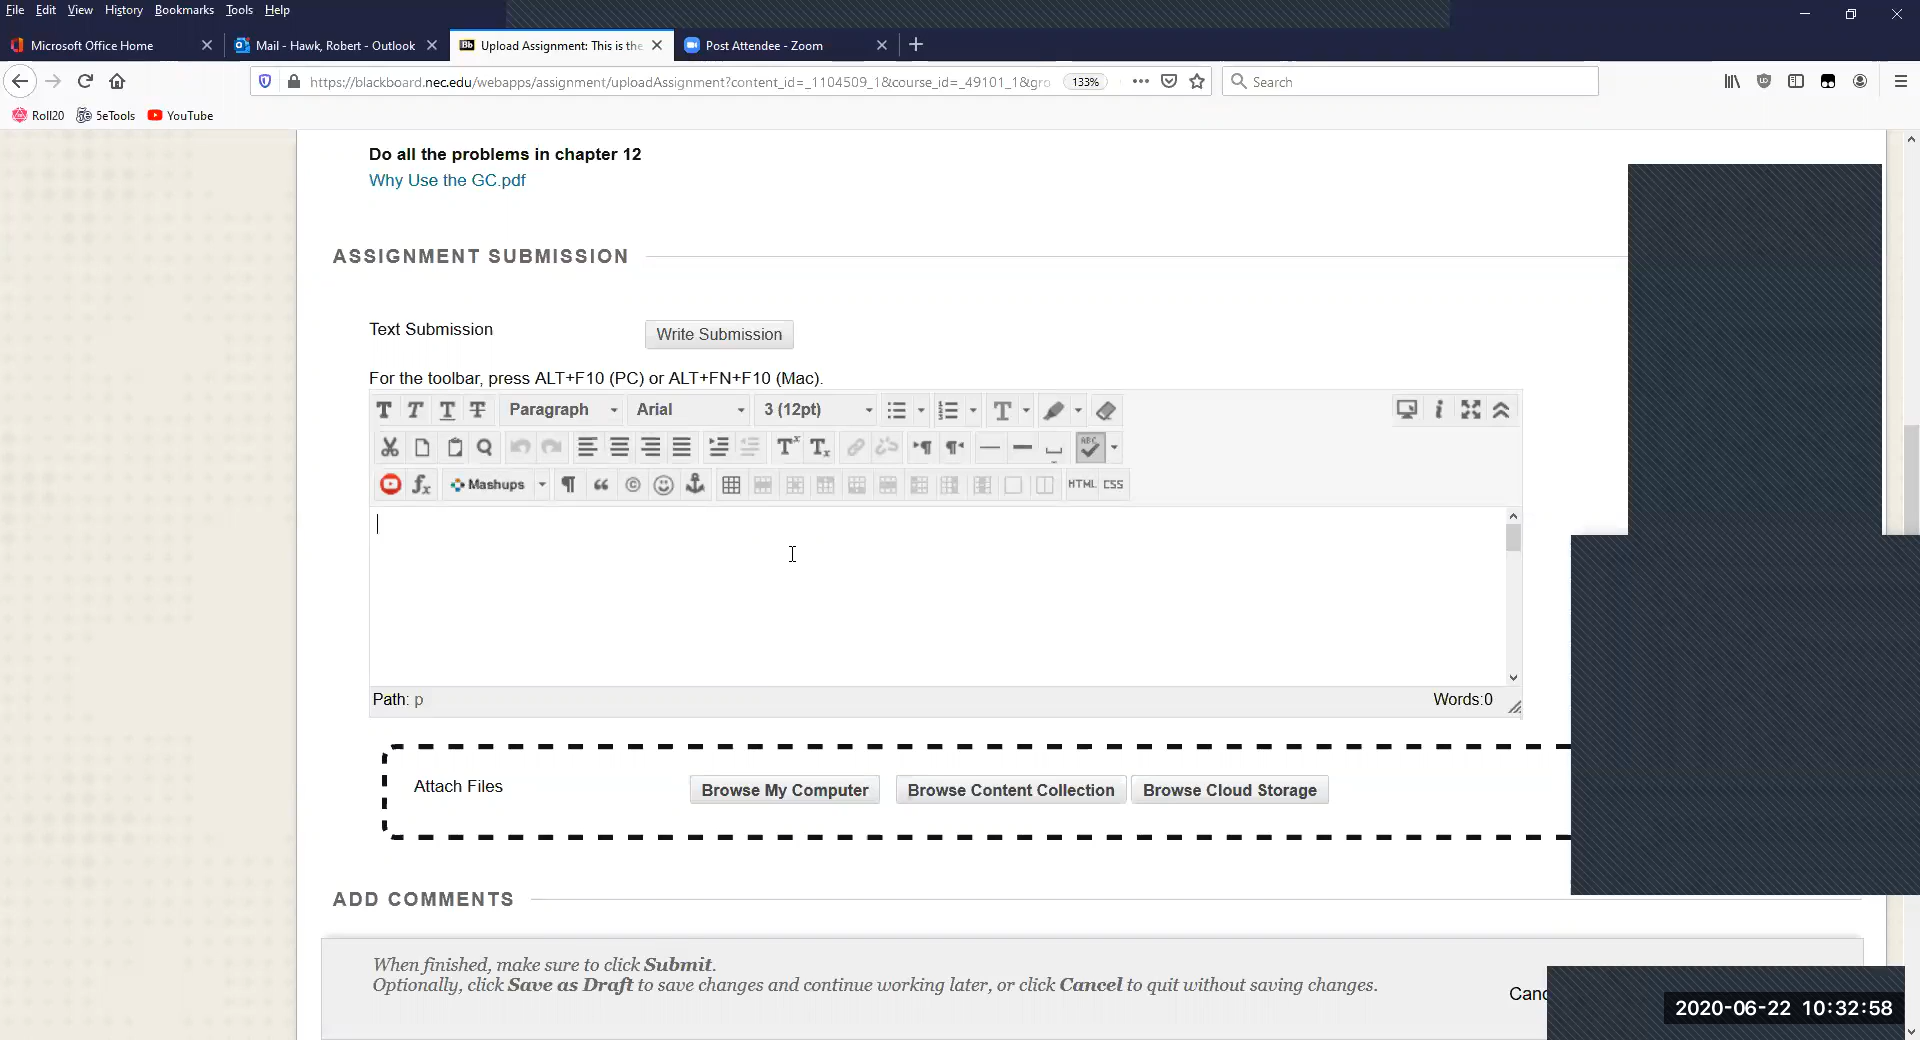 File Edit View History Bookmarks Tools Help
Microsoft Office Home Mail - Hawk, Robert - Outlook Upload Assignment: This is the Post Attendee - Zoom
https://blackboard.nec.edu/webapps/assignment/uploadAssignment?content_id=_1104509_1&course_id=_49101_1&gro 133% Search
Roll20 5eTools YouTube
Do all the problems in chapter 12
Why Use the GC.pdf
ASSIGNMENT SUBMISSION
Text Submission Write Submission
For the toolbar, press ALT+F10 (PC) or ALT+FN+F10 (Mac).
T T T T Paragraph Arial 3 (12pt) T
Tx Tx ABC
fx Mashups HTML CSS
Path: p Words:0
Attach Files Browse My Computer Browse Content Collection Browse Cloud Storage
ADD COMMENTS
When finished, make sure to click Submit.
Optionally, click Save as Draft to save changes and continue working later, or click Cancel to quit without saving changes.
Canc
2020-06-22 10:32:58